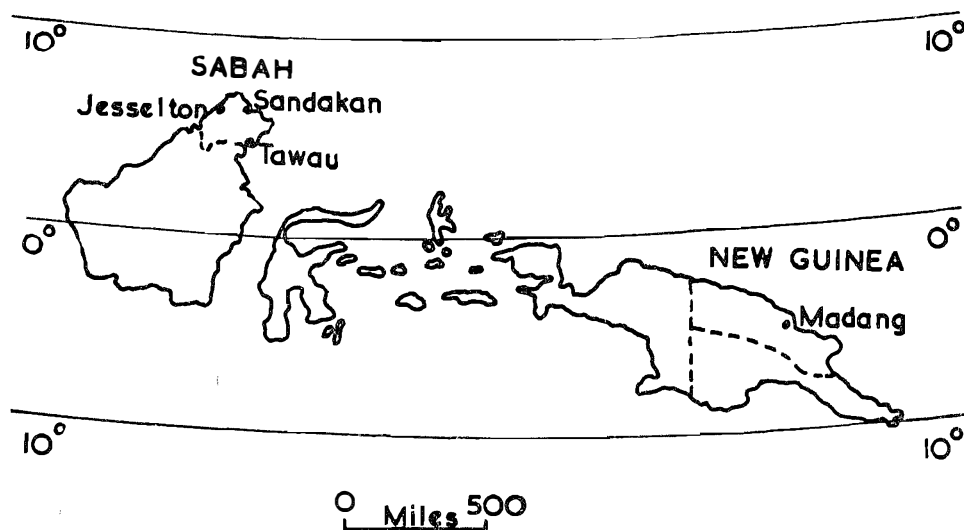 10° 10°
SABAH
Jesselton Sandakan
Tawau
0° 0°
NEW GUINEA
Madang
10° 10°
0 Miles 500